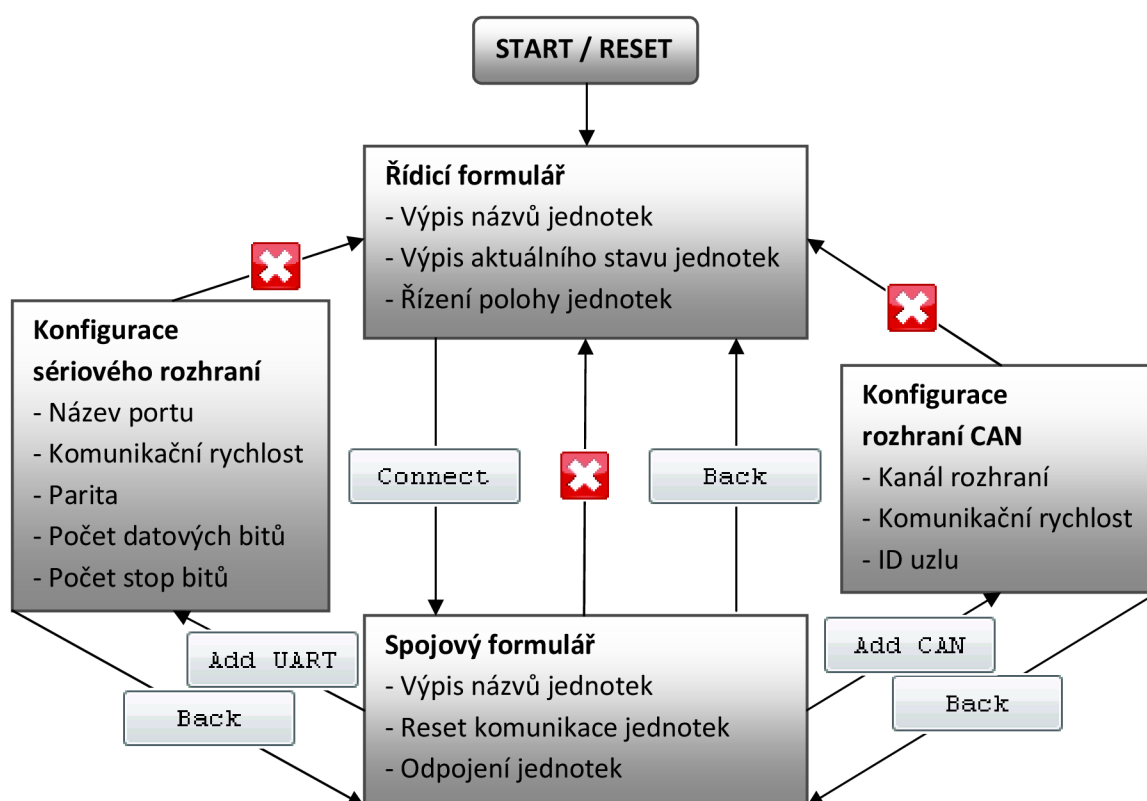 START / RESET
Řídicí formulář
- Výpis názvů jednotek
- Výpis aktuálního stavu jednotek
- Řízení polohy jednotek
Konfigurace
sériového rozhraní
- Název portu
- Komunikační rychlost
- Parita
- Počet datových bitů
- Počet stop bitů
Connect
Back
Konfigurace
rozhraní CAN
- Kanál rozhraní
- Komunikační rychlost
- ID uzlu
Add UART
Back
Spojový formulář
- Výpis názvů jednotek
- Reset komunikace jednotek
- Odpojení jednotek
Add CAN
Back